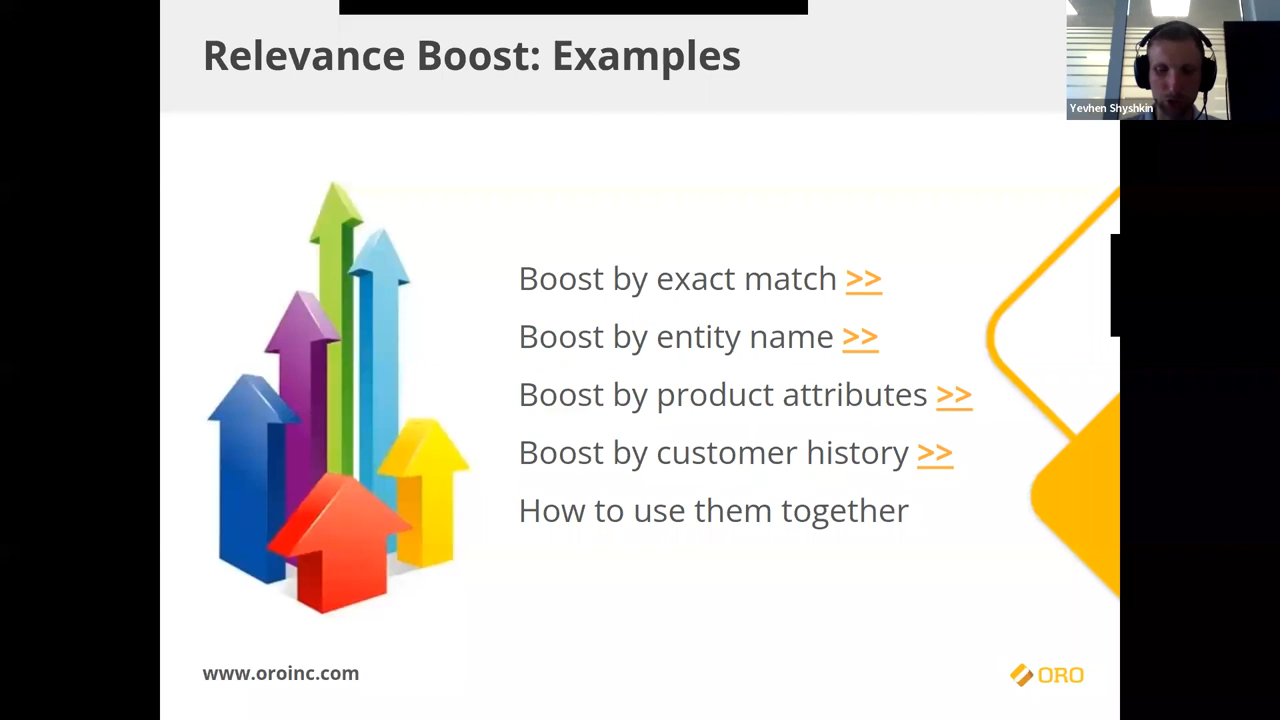 Relevance Boost: Examples
Yevhen Shyshkin
Boost by exact match >>
Boost by entity name >>
Boost by product attributes >>
Boost by customer history >>
How to use them together
www.oroinc.com
ORO